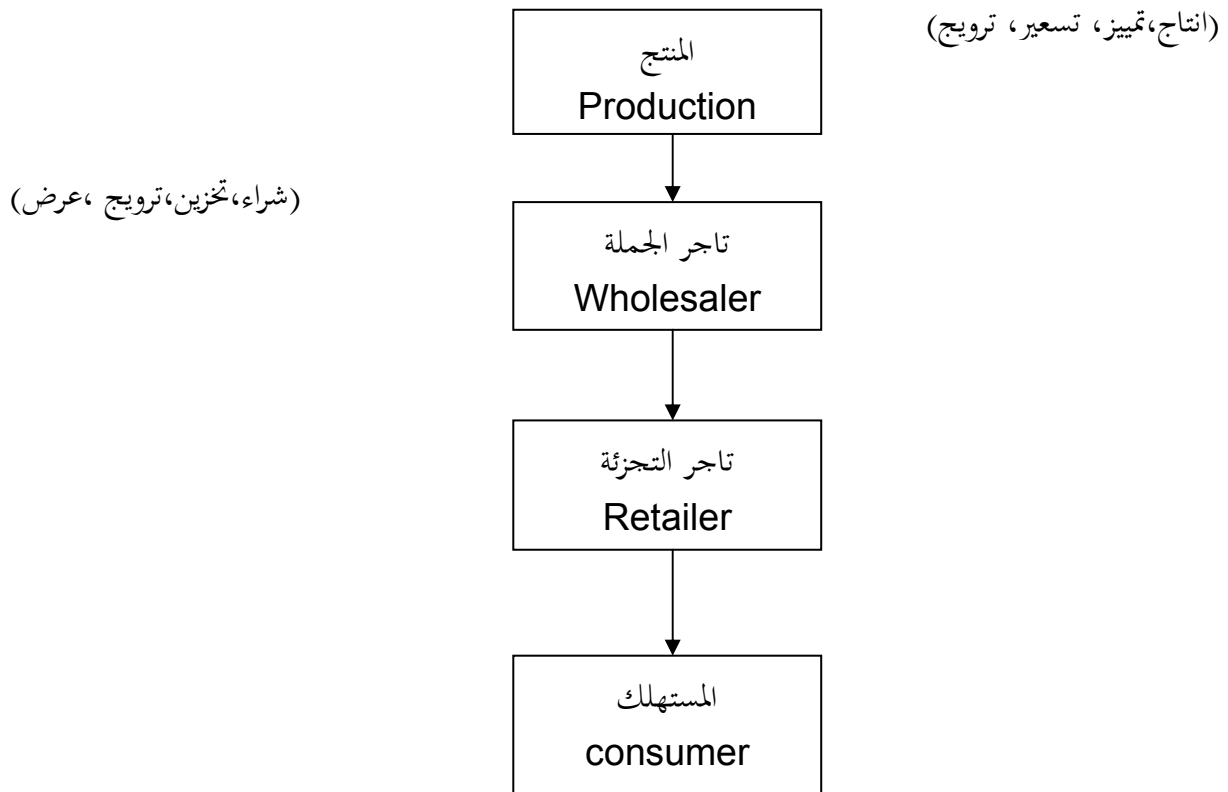 (انتاج،تمييز، تسعير، ترويج)
المنتج
Production
(شراء،تخزين،ترويج ،عرض)
تاجر الجملة
Wholesaler
تاجر التجزئة
Retailer
المستهلك
consumer